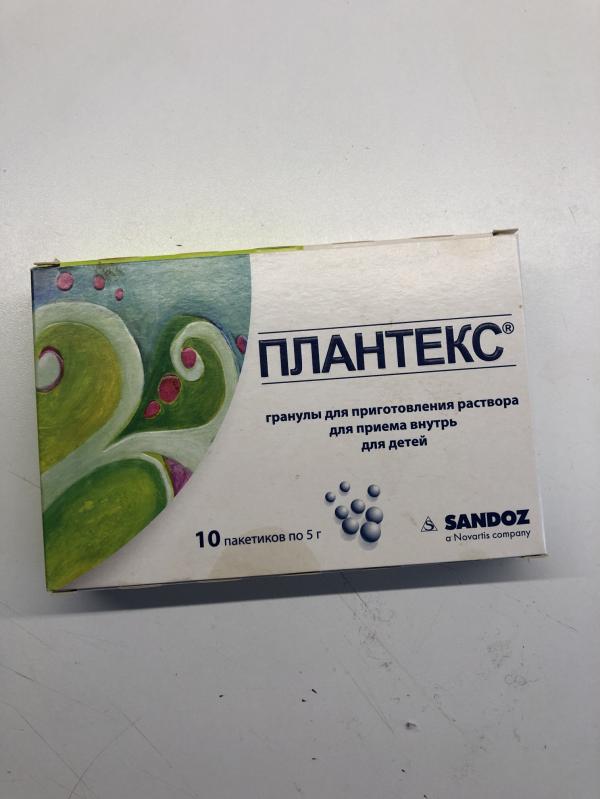 ПЛАНТЕКС®
гранулы для приготовления раствора
для приема внутрь
для детей
10 пакетиков по 5 г
SANDOZ
a Novartis company